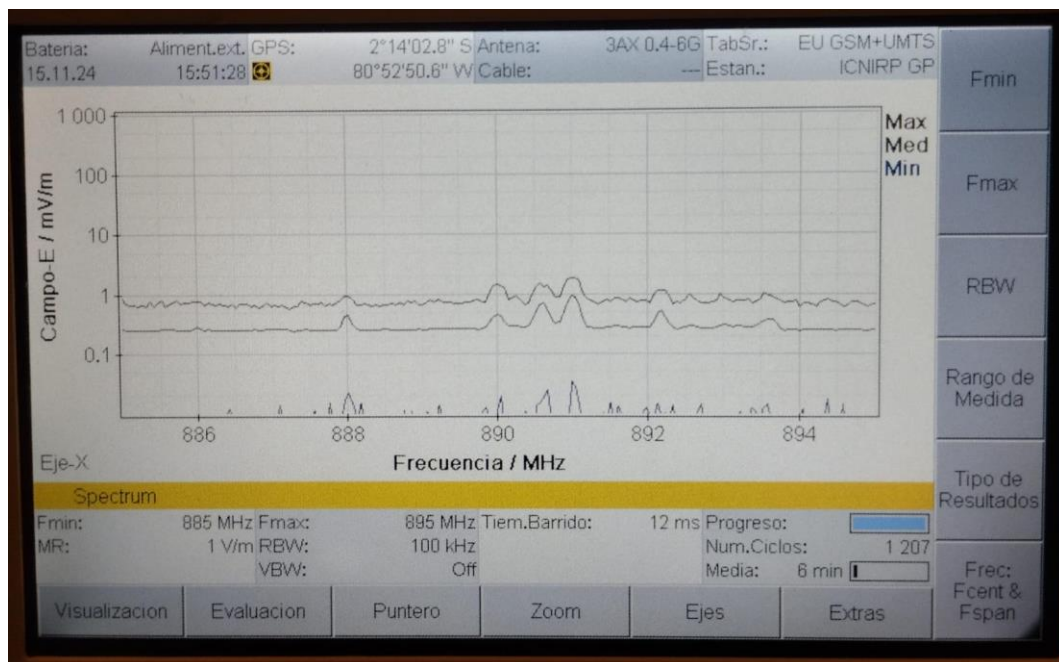 Bateria: Aliment.ext. GPS: 2°14'02.8" S Antena: 3AX 0.4-6G TabSr.: EU GSM+UMTS
15.11.24 15:51:28 80°52'50.6" W Cable: --- Estan.: ICNIRP GP
Fmin
1 000
Max
Med
Min
100
Fmax
10
Campo-E / mV/m
1
RBW
0.1
Rango de
Medida
886 888 890 892 894
Eje-X Frecuencia / MHz
Spectrum
Tipo de
Resultados
Fmin: 885 MHz Fmax: 895 MHz Tiem.Barrido: 12 ms Progreso:
MR: 1 V/m RBW: 100 kHz Num.Ciclos: 1 207
VBW: Off Media: 6 min
Frec:
Fcent &
Fspan
Visualizacion Evaluacion Puntero Zoom Ejes Extras